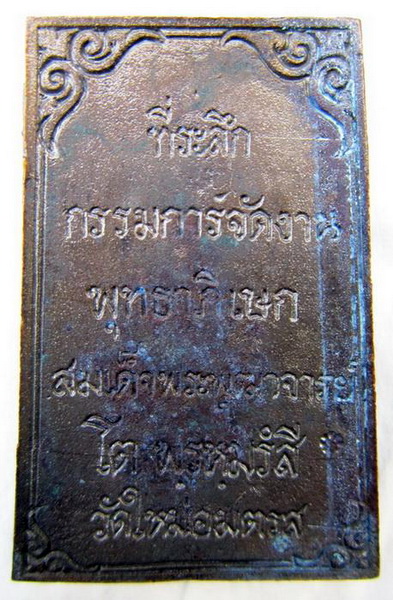 ที่ระลึก
กรรมการจัดงาน
พุทธาภิเษก
สมเด็จพระพุฒาจารย์
โต พฺรหฺมรํสี
วัดใหม่อมตรส